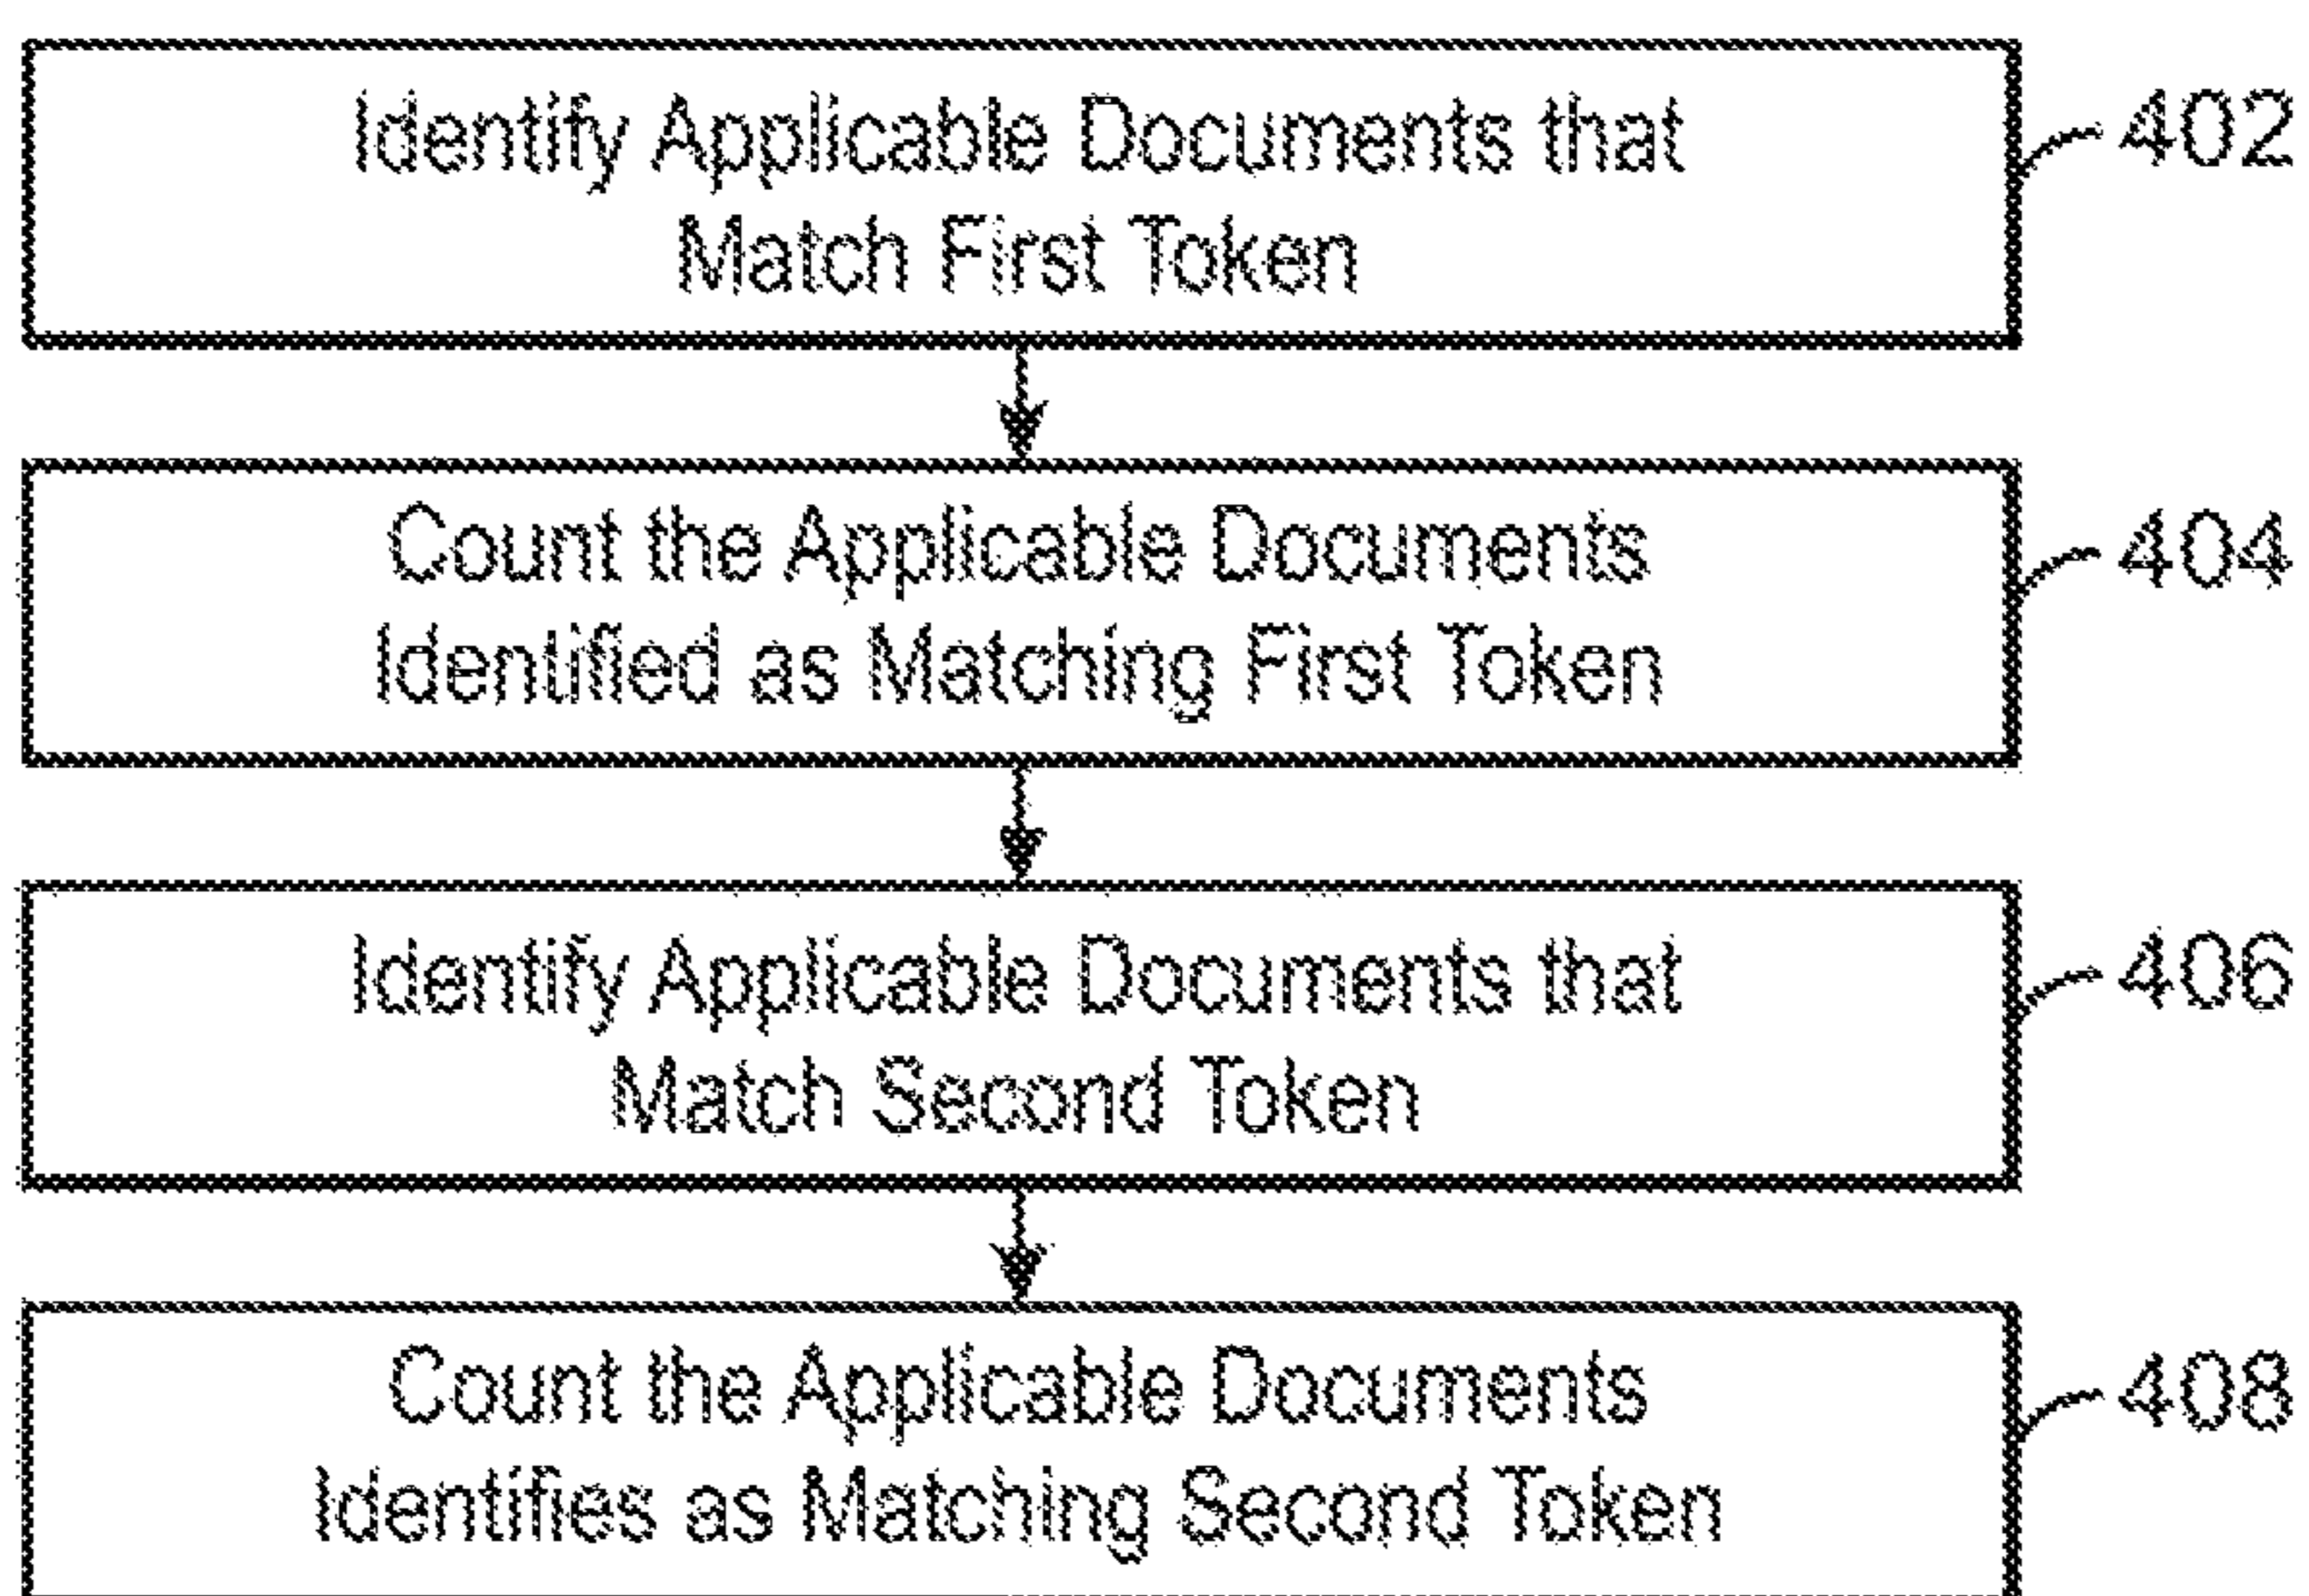 Identify Applicable Documents that
Match First Token
402
Count the Applicable Documents
Identified as Matching First Token
404
Identify Applicable Documents that
Match Second Token
406
Count the Applicable Documents
Identifies as Matching Second Token
408